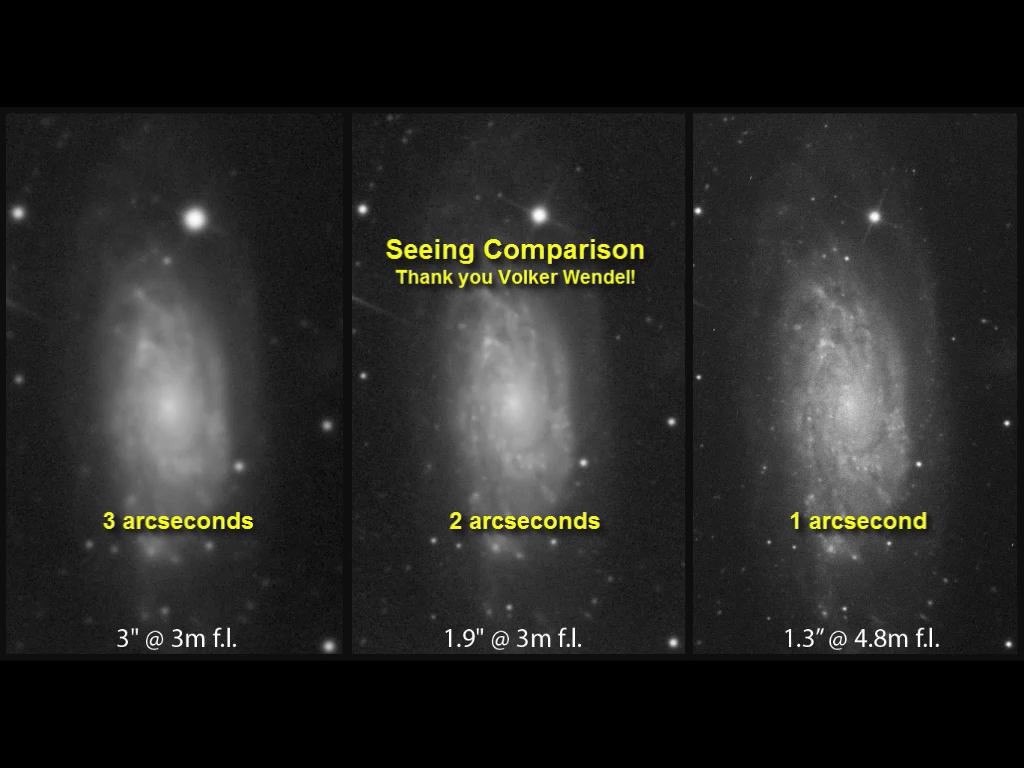 Seeing Comparison
Thank you Volker Wendel!
3 arcseconds
2 arcseconds
1 arcsecond
3" @ 3m f.l.
1.9" @ 3m f.l.
1.3” @ 4.8m f.l.